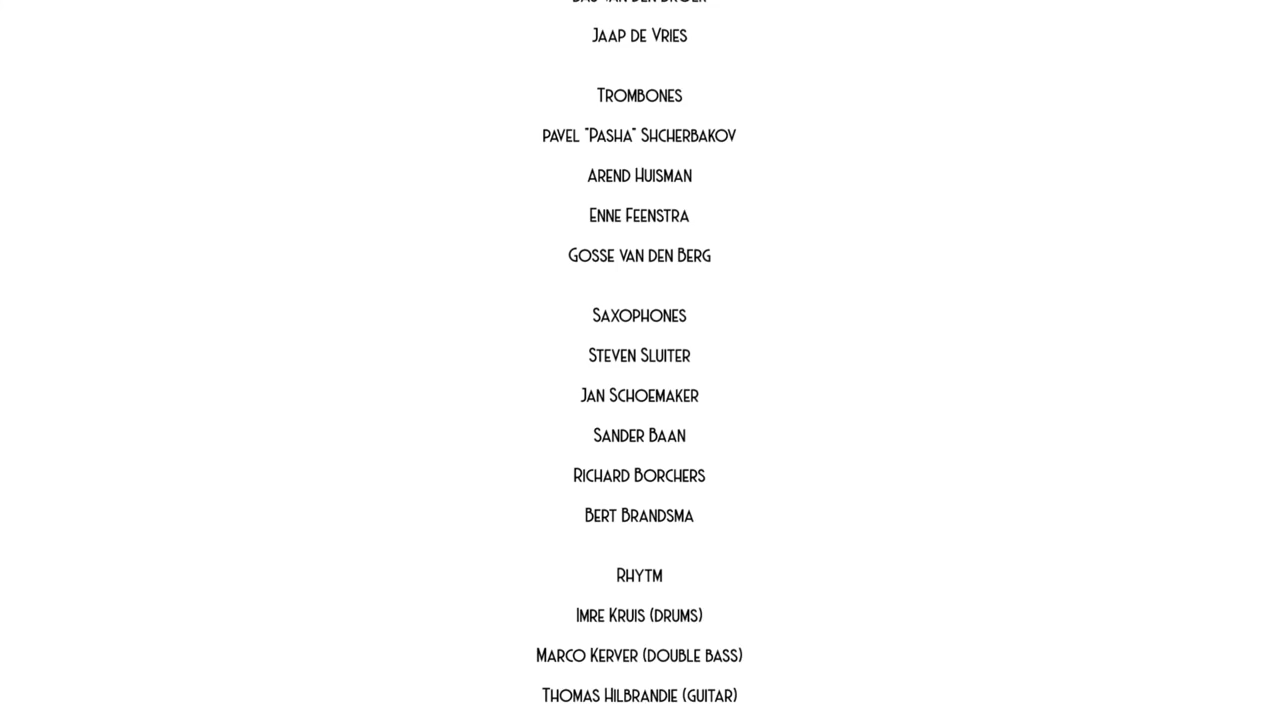 Jaap de Vries
Trombones
Pavel "Pasha" Shcherbakov
Arend Huisman
Enne Feenstra
Gosse van den Berg
Saxophones
Steven Sluiter
Jan Schoemaker
Sander Baan
Richard Borchers
Bert Brandsma
Rhytm
Imre Kruis (drums)
Marco Kerver (double bass)
Thomas Hilbrandie (guitar)